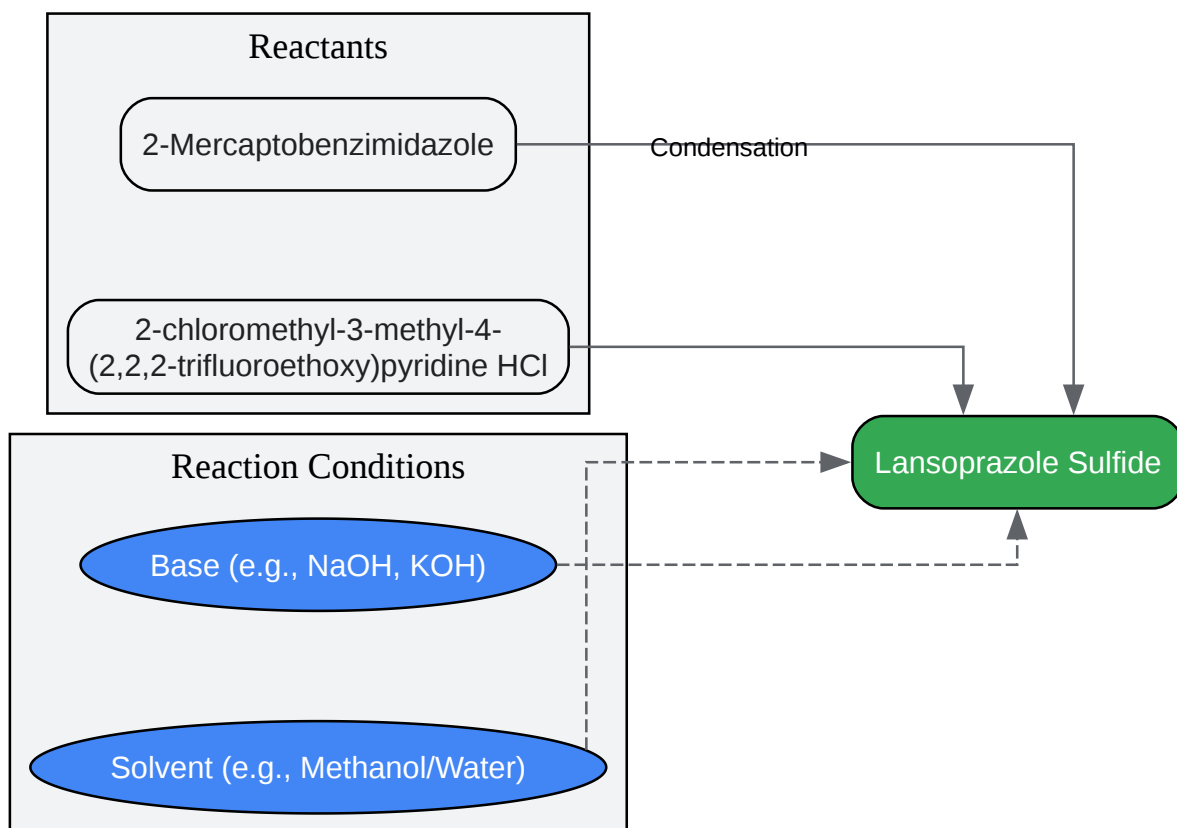 Reactants
2-Mercaptobenzimidazole
Condensation
2-chloromethyl-3-methyl-4-
(2,2,2-trifluoroethoxy)pyridine HCl
Lansoprazole Sulfide
Reaction Conditions
Base (e.g., NaOH, KOH)
Solvent (e.g., Methanol/Water)